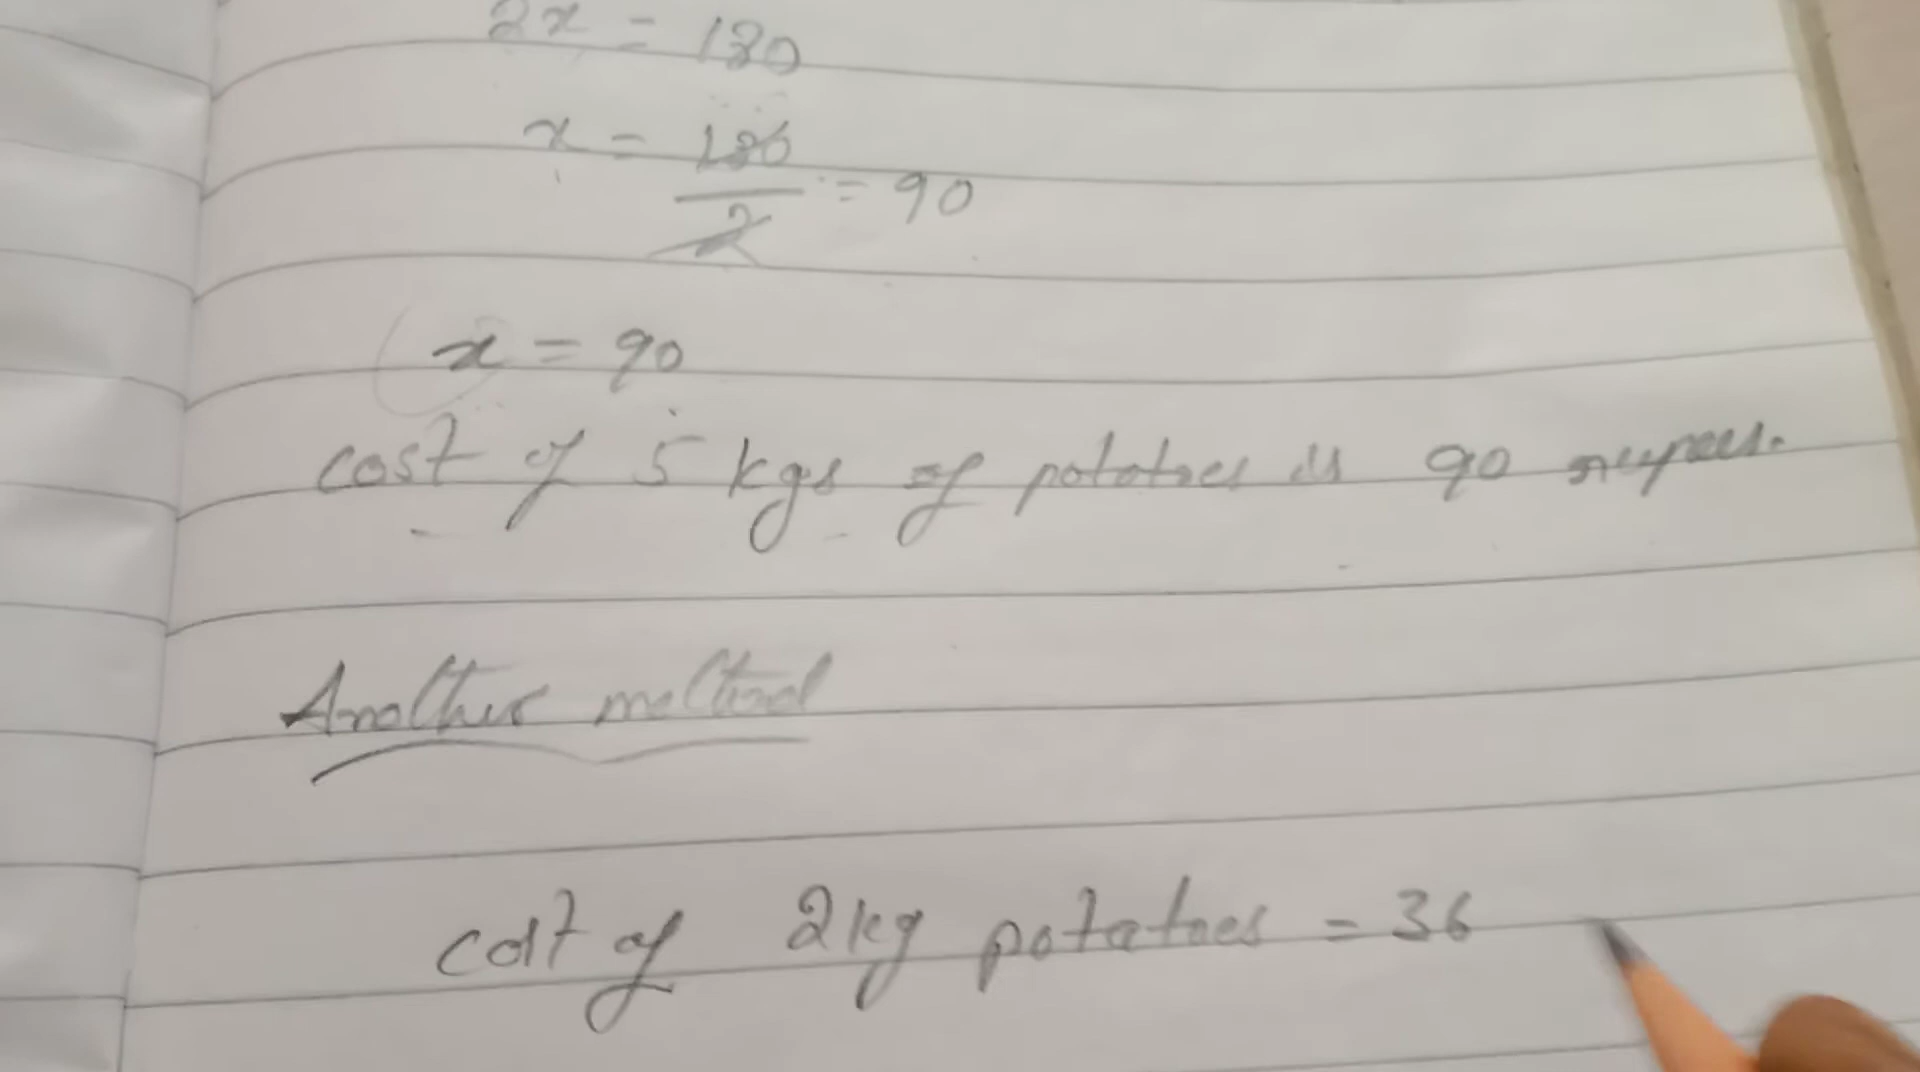 2x = 180
x = 180
2 = 90
x = 90
cost of 5 kgs of potatoes is 90 rupees.
Another method
cost of 2kg potatoes = 36